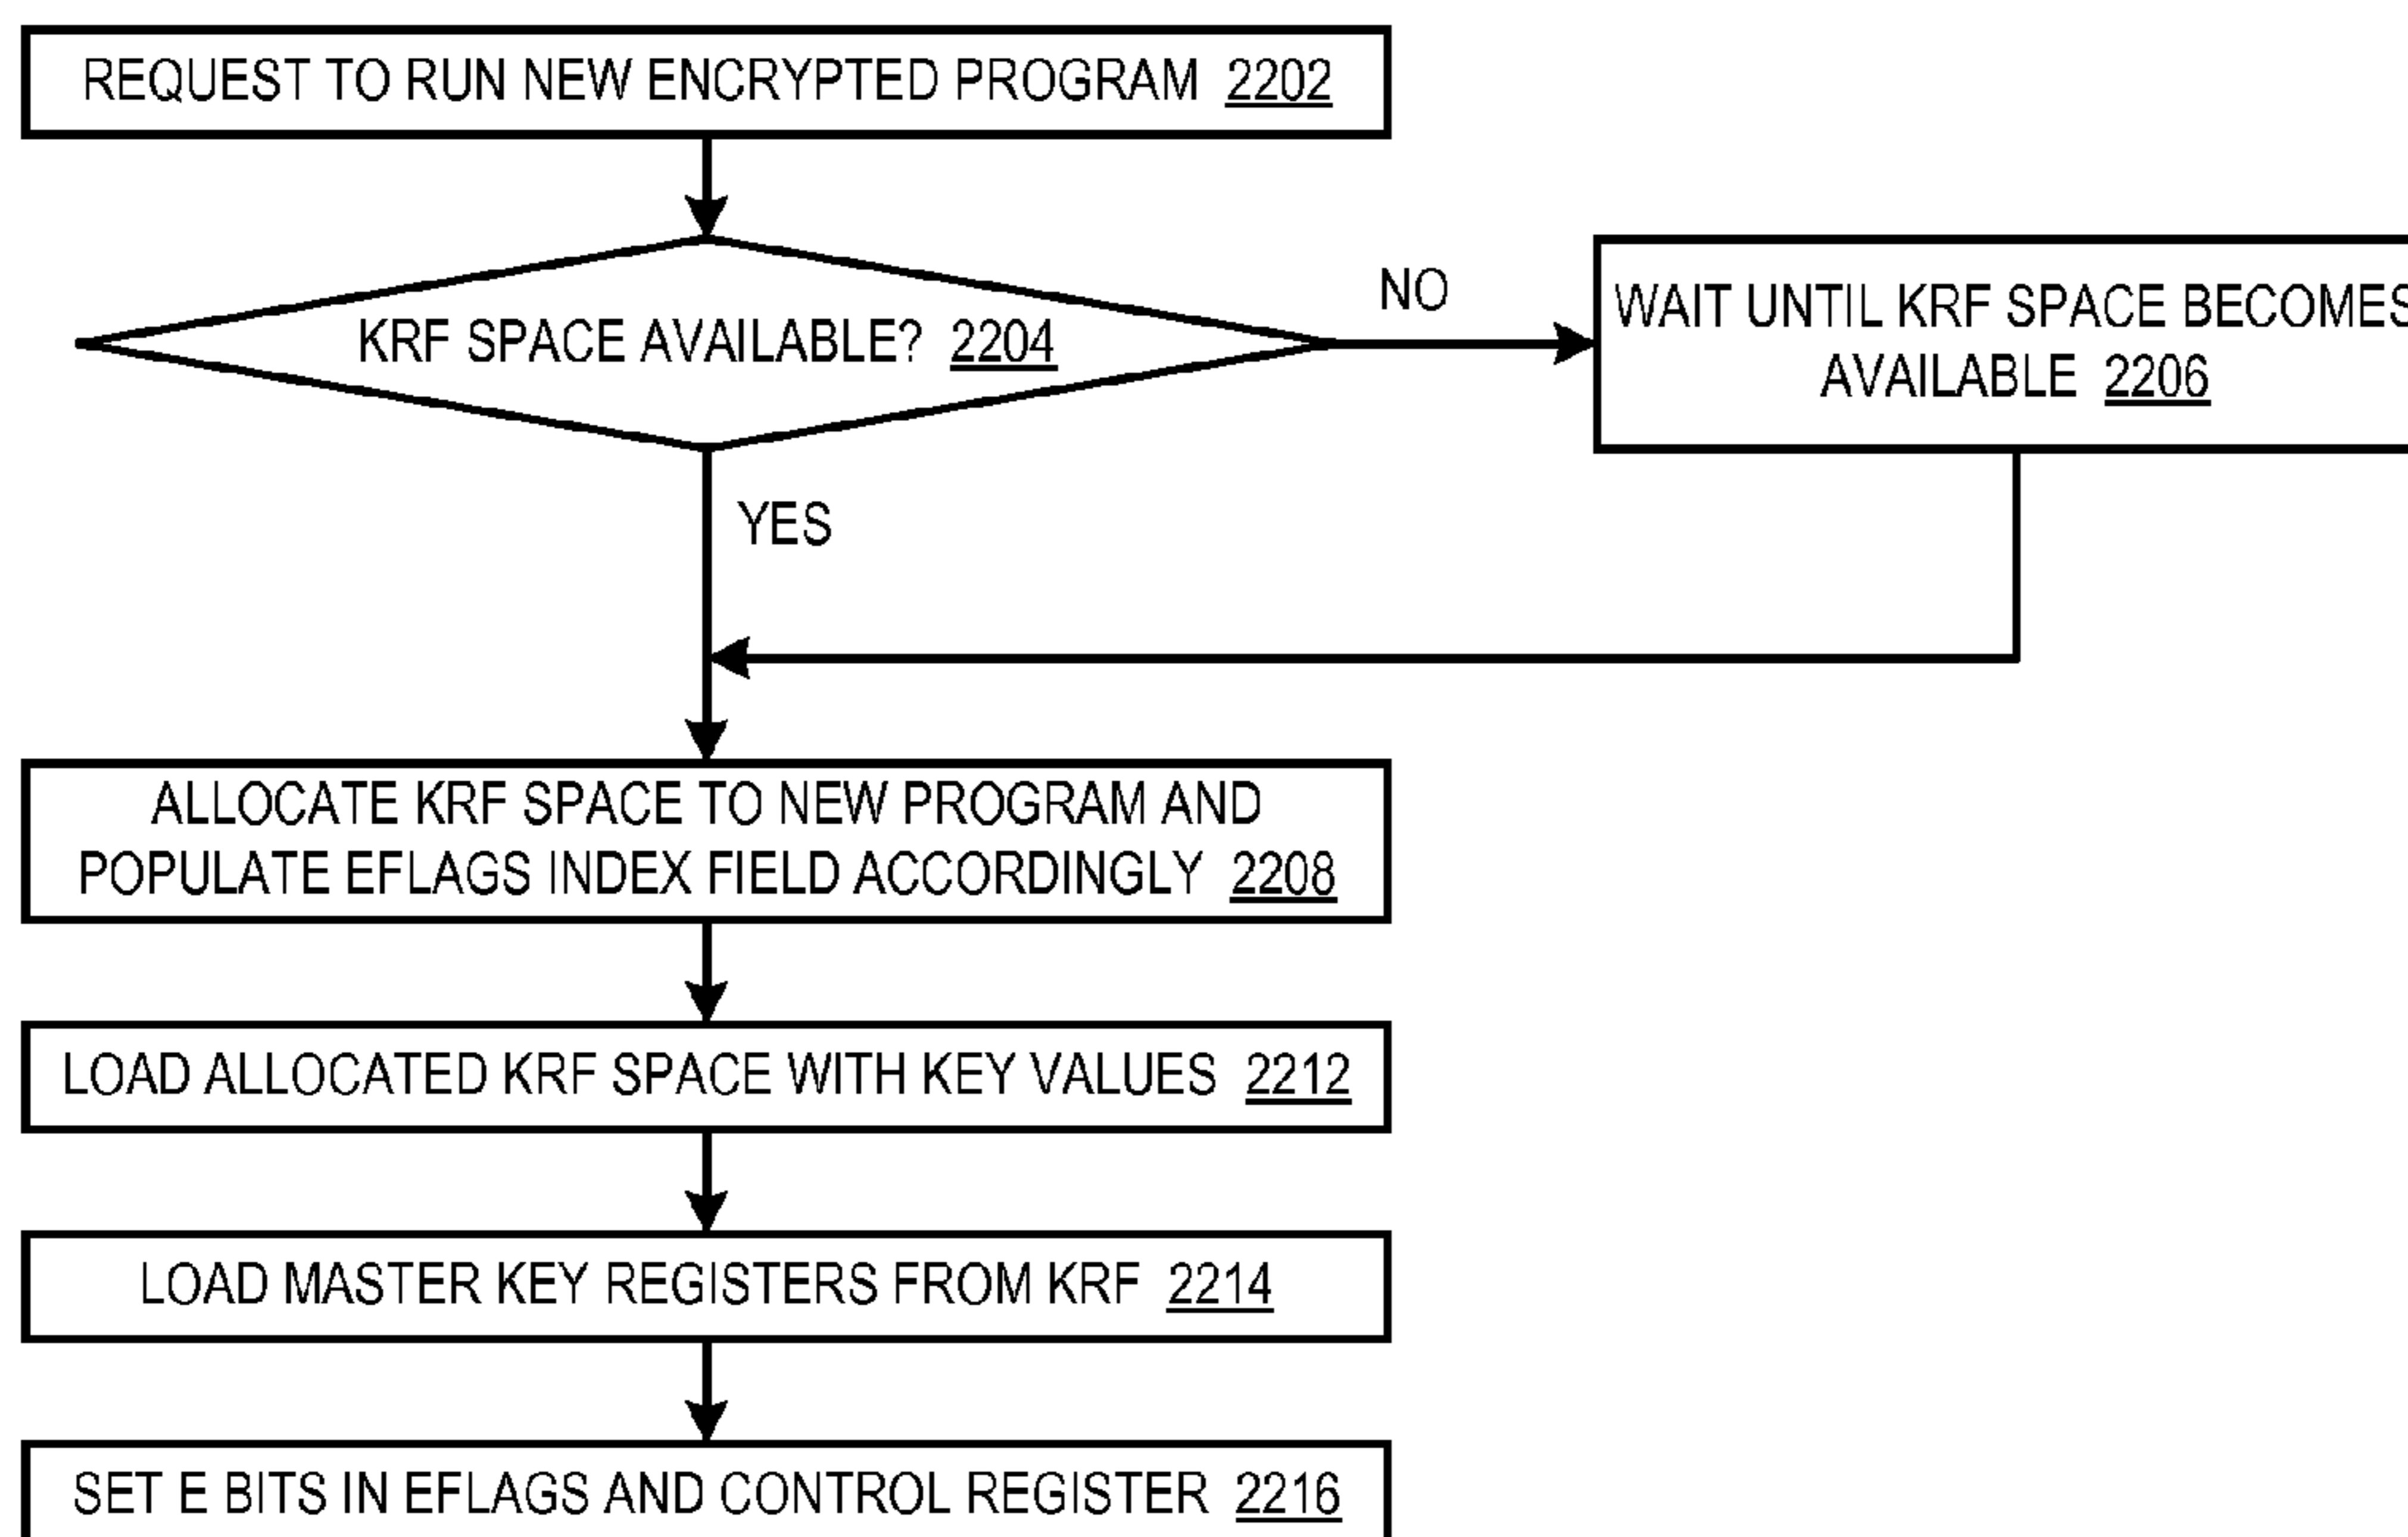 REQUEST TO RUN NEW ENCRYPTED PROGRAM 2202
KRF SPACE AVAILABLE? 2204
NO
WAIT UNTIL KRF SPACE BECOMES
AVAILABLE 2206
YES
ALLOCATE KRF SPACE TO NEW PROGRAM AND
POPULATE EFLAGS INDEX FIELD ACCORDINGLY 2208
LOAD ALLOCATED KRF SPACE WITH KEY VALUES 2212
LOAD MASTER KEY REGISTERS FROM KRF 2214
SET E BITS IN EFLAGS AND CONTROL REGISTER 2216